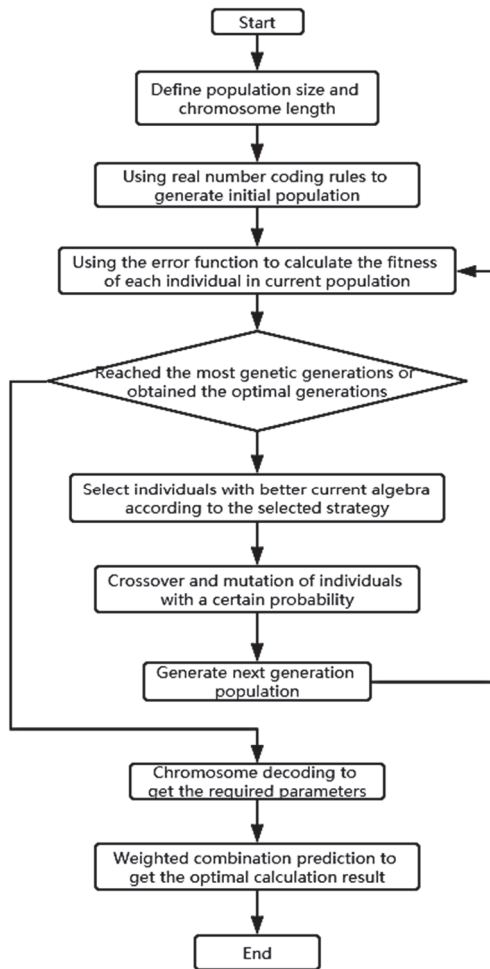 Start
Define population size and
chromosome length
Using real number coding rules to
generate initial population
Using the error function to calculate the fitness
of each individual in current population
Reached the most genetic generations or
obtained the optimal generations
Select individuals with better current algebra
according to the selected strategy
Crossover and mutation of individuals
with a certain probability
Generate next generation
population
Chromosome decoding to
get the required parameters
Weighted combination prediction to
get the optimal calculation result
End